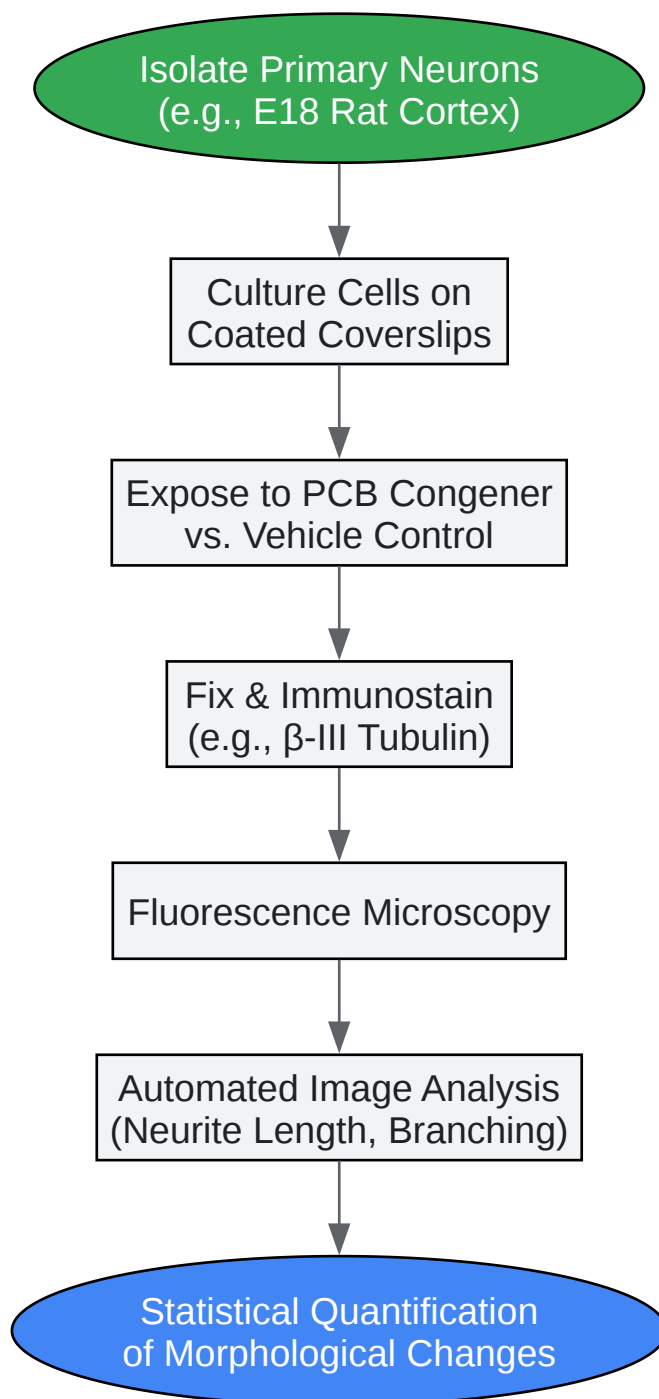 Isolate Primary Neurons
(e.g., E18 Rat Cortex)
Culture Cells on
Coated Coverslips
Expose to PCB Congener
vs. Vehicle Control
Fix & Immunostain
(e.g., β-III Tubulin)
Fluorescence Microscopy
Automated Image Analysis
(Neurite Length, Branching)
Statistical Quantification
of Morphological Changes